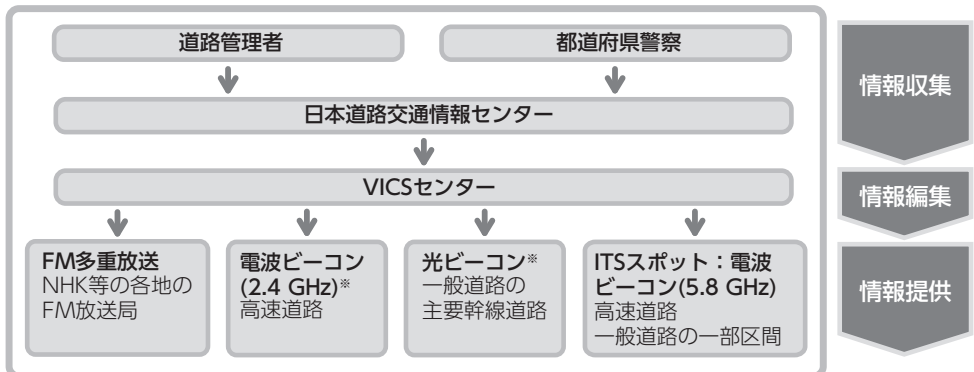 道路管理者
都道府県警察
日本道路交通情報センター
VICSセンター
FM多重放送
NHK等の各地の
FM放送局
電波ビーコン
(2.4 GHz)※
高速道路
光ビーコン※
一般道路の
主要幹線道路
ITSスポット：電波
ビーコン(5.8 GHz)
高速道路
一般道路の一部区間
情報収集
情報編集
情報提供